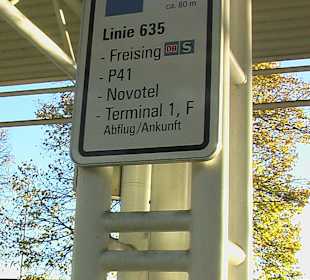 ca. 80 m
Linie 635
- Freising DB S
- P41
- Novotel
- Terminal 1, F
Abflug/Ankunft